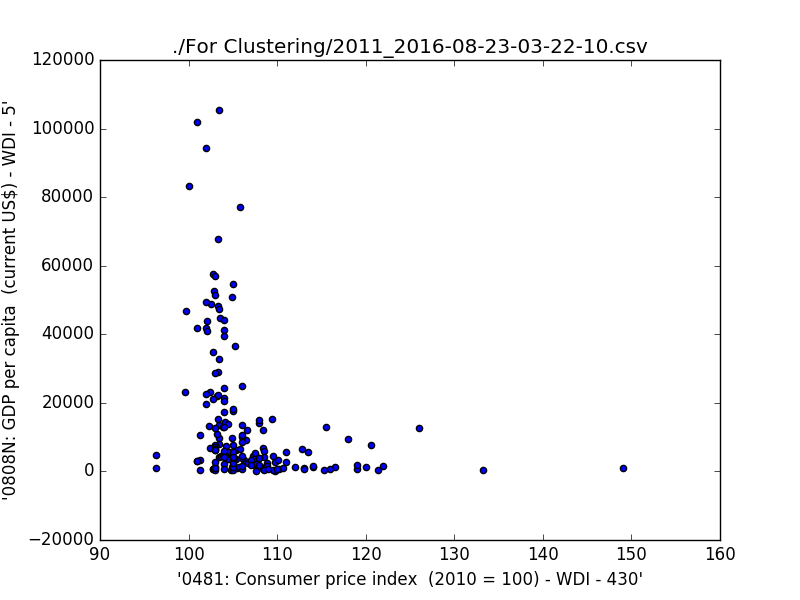 ./For Clustering/2011_2016-08-23-03-22-10.csv
120000
100000
80000
60000
40000
20000
0
−20000
90 100 110 120 130 140 150 160
'0481: Consumer price index  (2010 = 100) - WDI - 430'
'0808N: GDP per capita  (current US$) - WDI - 5'